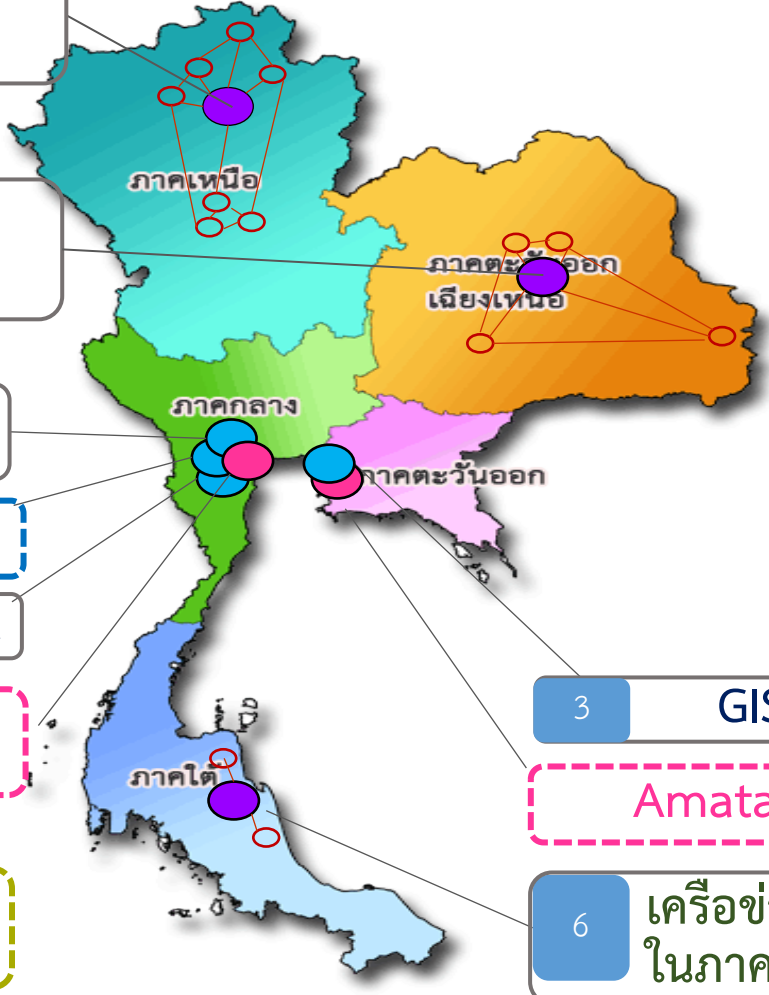 ภาคเหนือ
ภาคตะวันออก
เฉียงเหนือ
ภาคกลาง
ภาคตะวันออก
3
GIS
Amata
ภาคใต้
6
เครือข่
ในภาค